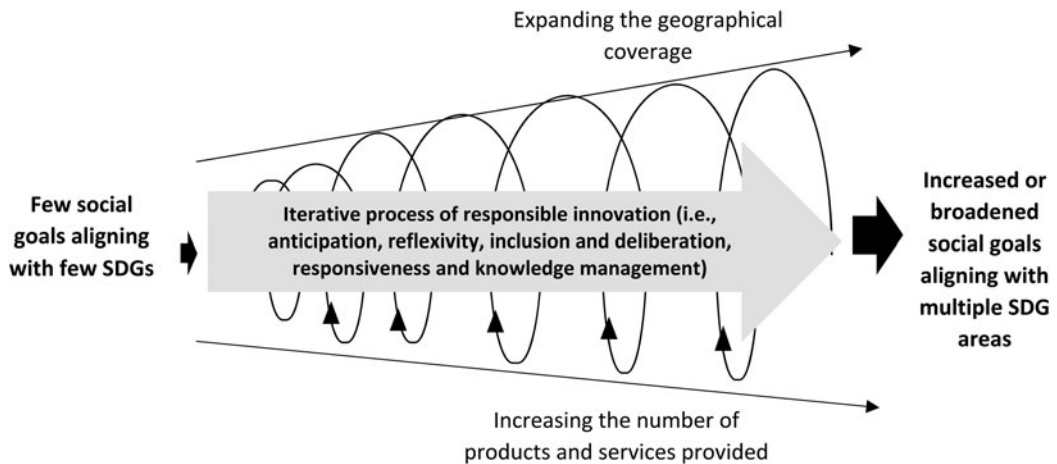 Expanding the geographical
coverage
Few social
goals aligning
with few SDGs
Iterative process of responsible innovation (i.e.,
anticipation, reflexivity, inclusion and deliberation,
responsiveness and knowledge management)
Increased or
broadened
social goals
aligning with
multiple SDG
areas
Increasing the number of
products and services provided